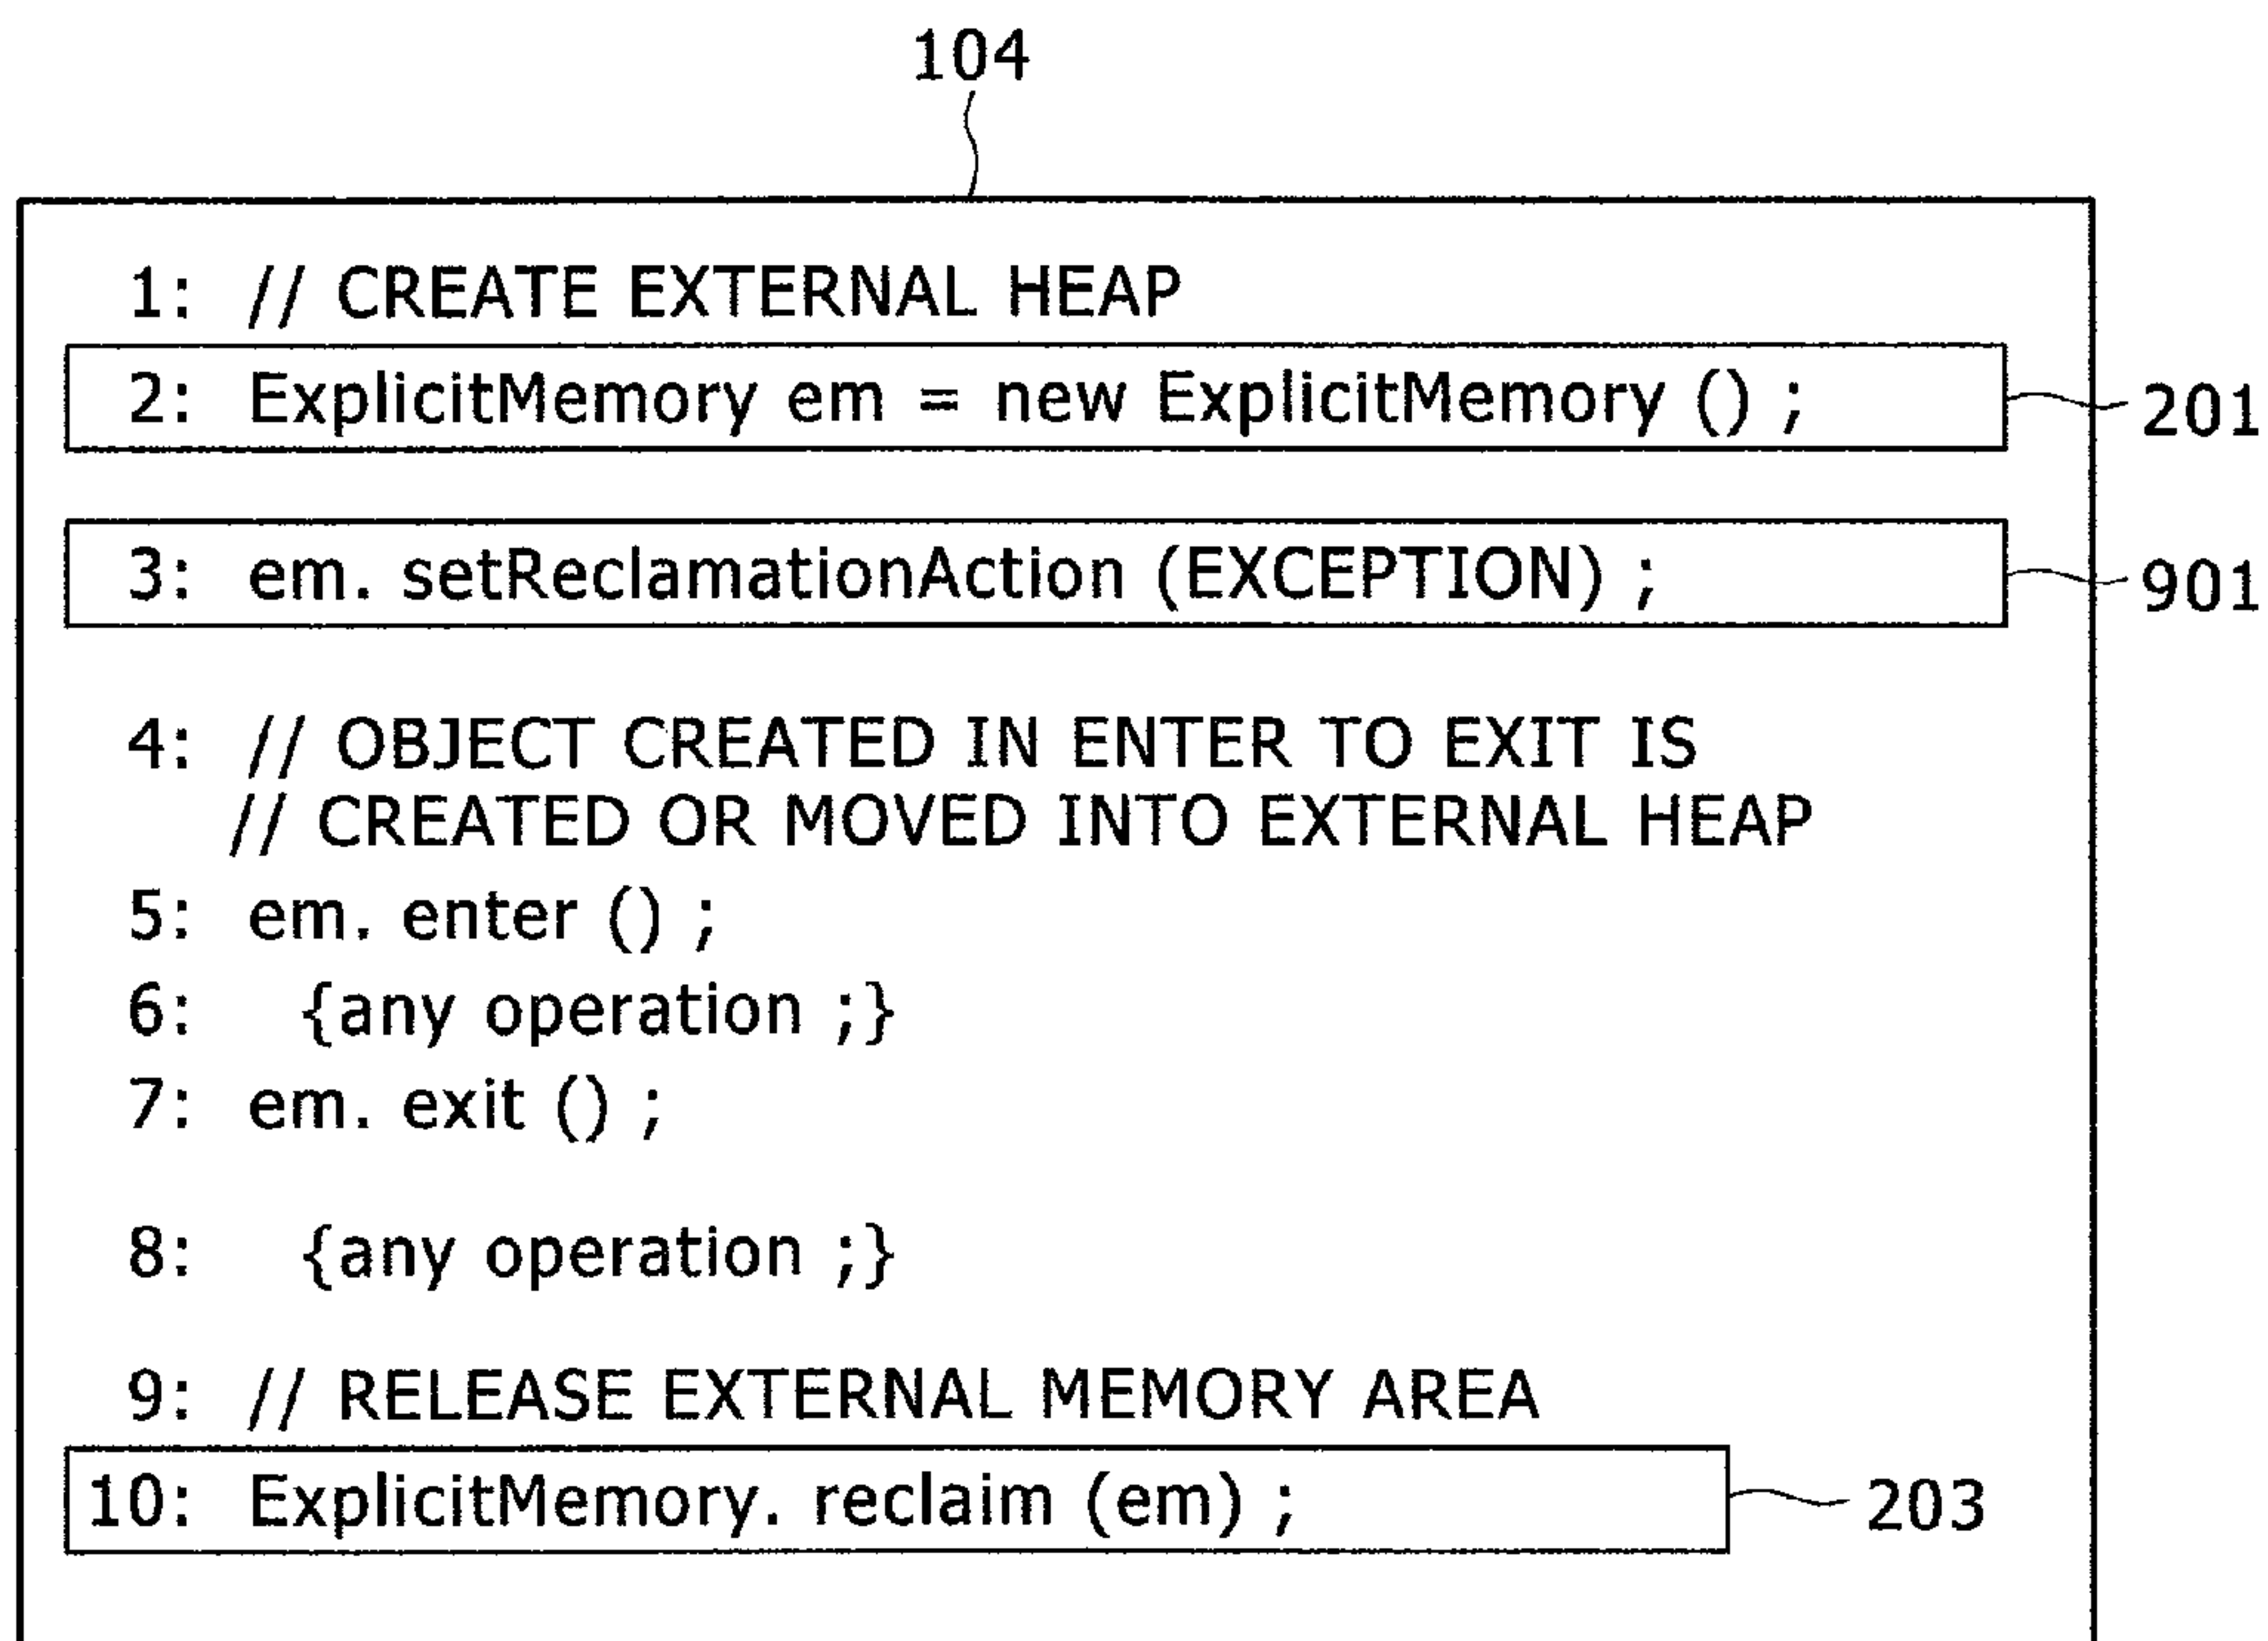 104
1: // CREATE EXTERNAL HEAP
2: ExplicitMemory em = new ExplicitMemory () ;
201
3: em. setReclamationAction (EXCEPTION) ;
901
4: // OBJECT CREATED IN ENTER TO EXIT IS
// CREATED OR MOVED INTO EXTERNAL HEAP
5: em. enter () ;
6: {any operation ;}
7: em. exit () ;
8: {any operation ;}
9: // RELEASE EXTERNAL MEMORY AREA
10: ExplicitMemory. reclaim (em) ;
203